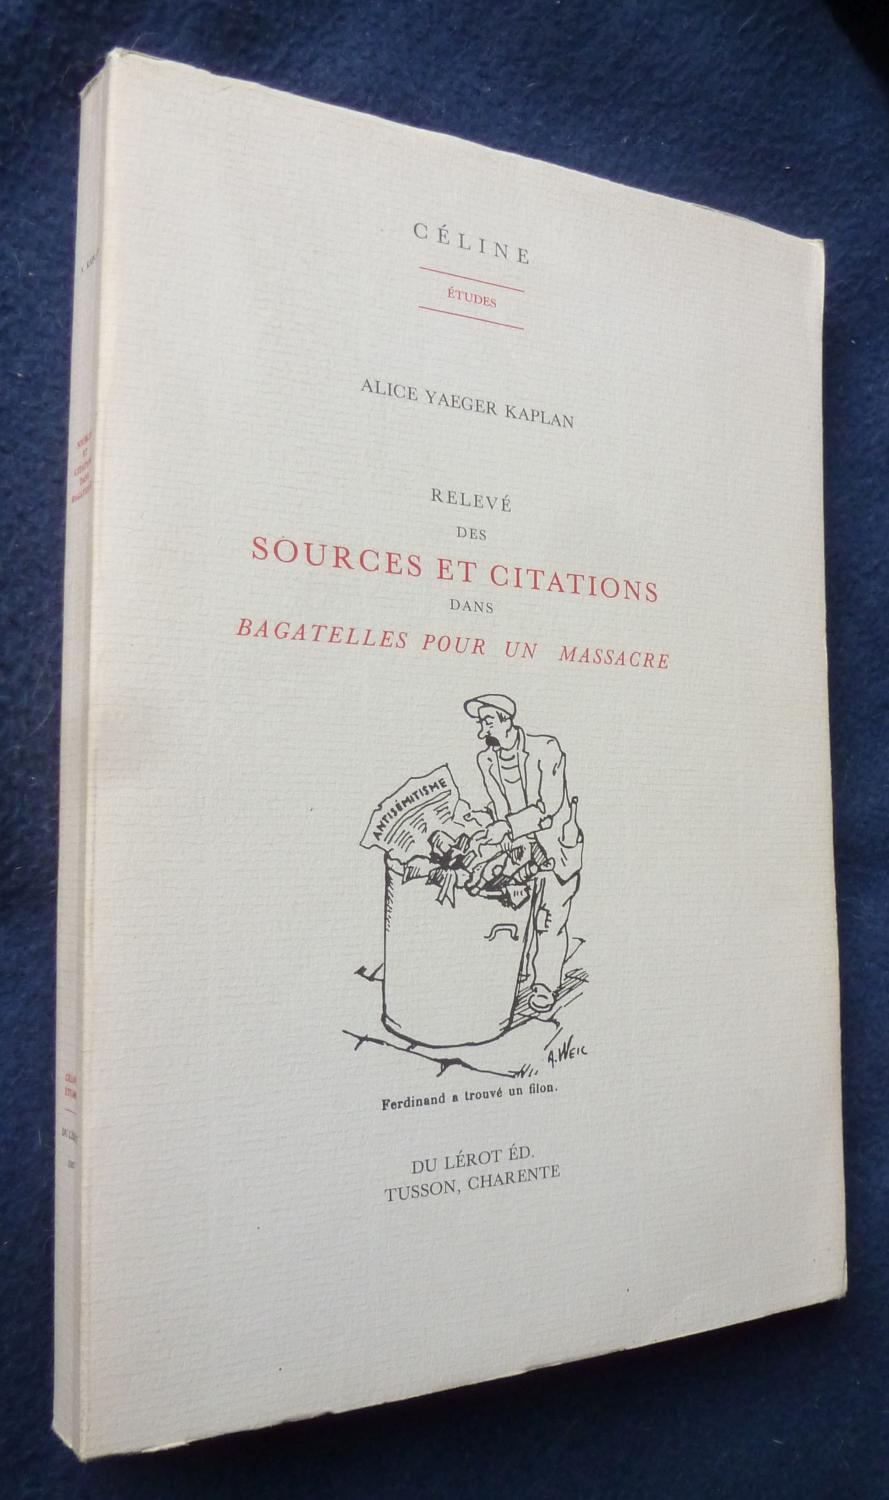 CÉLINE
ÉTUDES
ALICE YAEGER KAPLAN
RELEVÉ
DES
SOURCES ET CITATIONS
DANS
BAGATELLES POUR UN MASSACRE
ANTISÉMITISME
A. WEIL
Ferdinand a trouvé un filon.
DU LÉROT ÉD.
TUSSON, CHARENTE